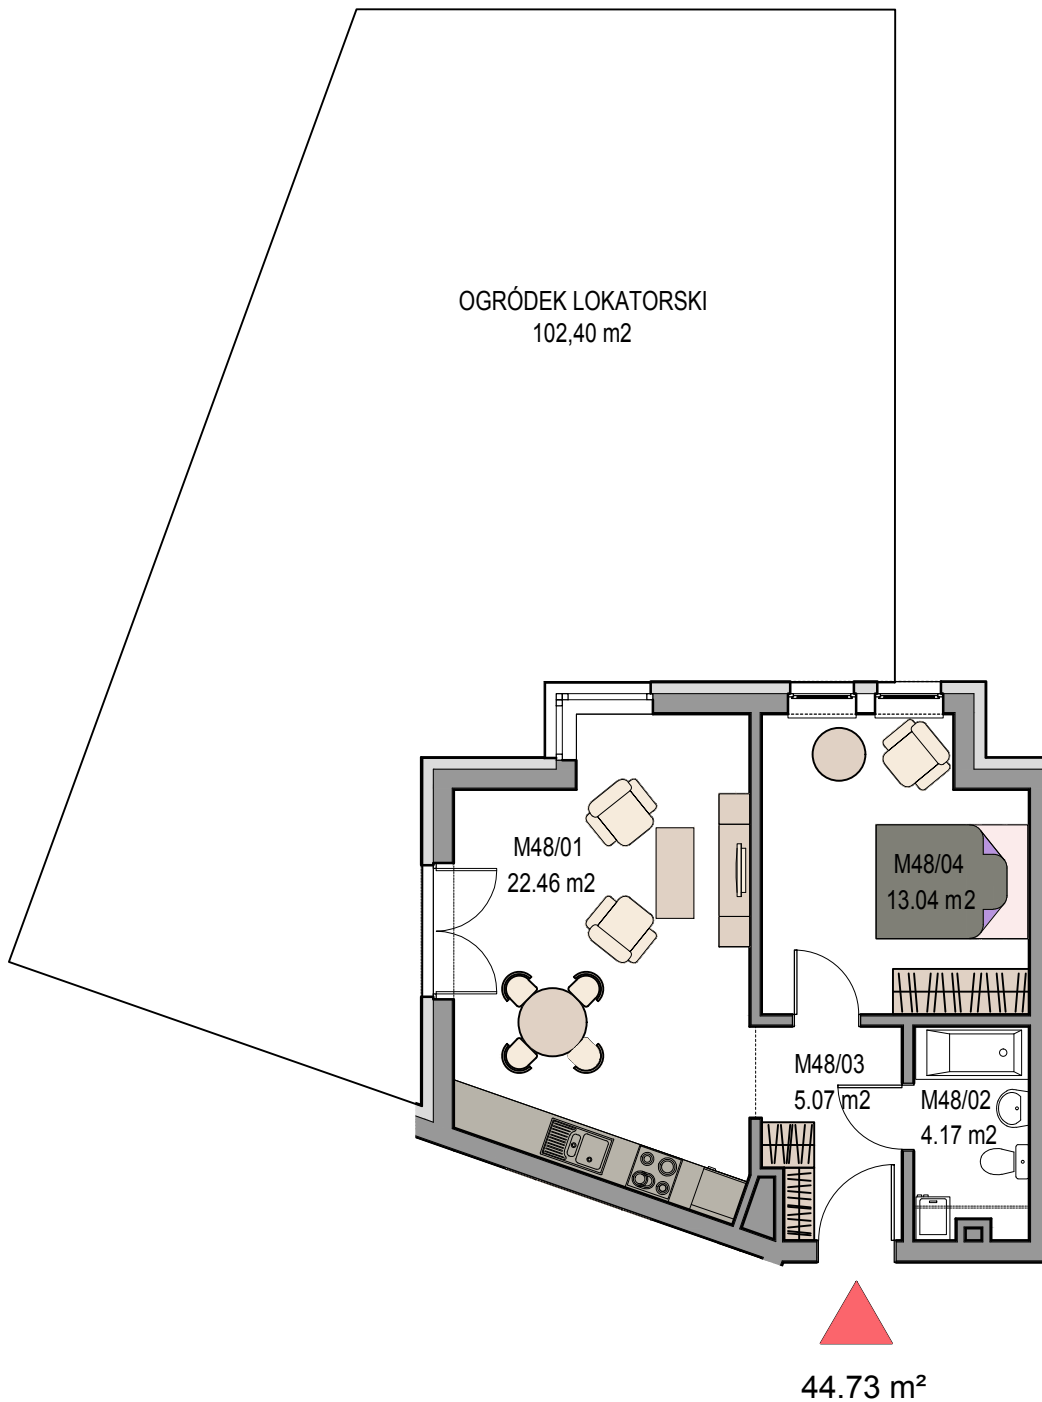 OGRÓDEK LOKATORSKI
102,40 m2
M48/01
22.46 m2
M48/04
13.04 m2
M48/03
5.07 m2
M48/02
4.17 m2
44.73 m²